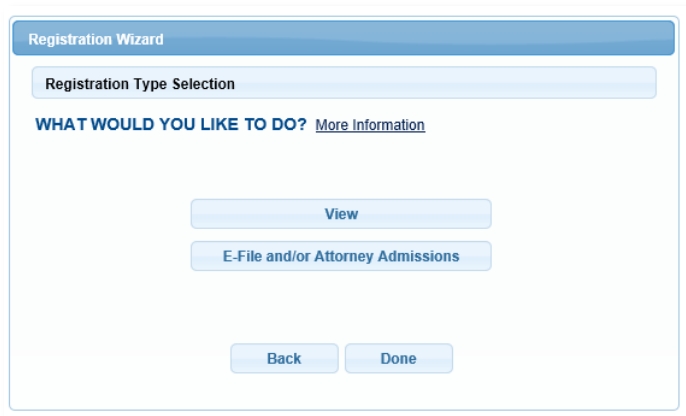 Registration Wizard
Registration Type Selection
WHAT WOULD YOU LIKE TO DO? More Information
View
E-File and/or Attorney Admissions
Back Done